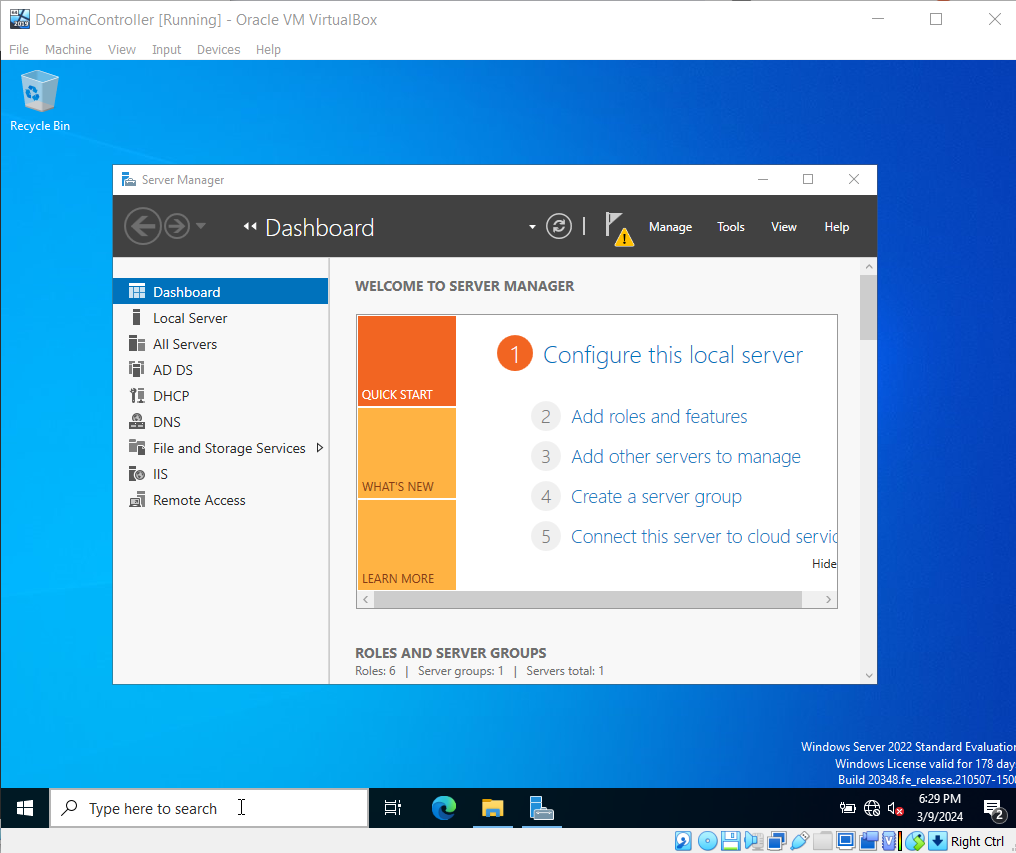 DomainController [Running] - Oracle VM VirtualBox
File Machine View Input Devices Help
Recycle Bin
Server Manager
Dashboard
Manage Tools View Help
Dashboard
Local Server
All Servers
AD DS
DHCP
DNS
File and Storage Services
IIS
Remote Access
WELCOME TO SERVER MANAGER
QUICK START
WHAT'S NEW
LEARN MORE
1 Configure this local server
2 Add roles and features
3 Add other servers to manage
4 Create a server group
5 Connect this server to cloud servic
Hide
ROLES AND SERVER GROUPS
Roles: 6 | Server groups: 1 | Servers total: 1
Windows Server 2022 Standard Evaluation
Windows License valid for 178 day
Build 20348.fe_release.210507-150
Type here to search
6:29 PM
3/9/2024
2
Right Ctrl